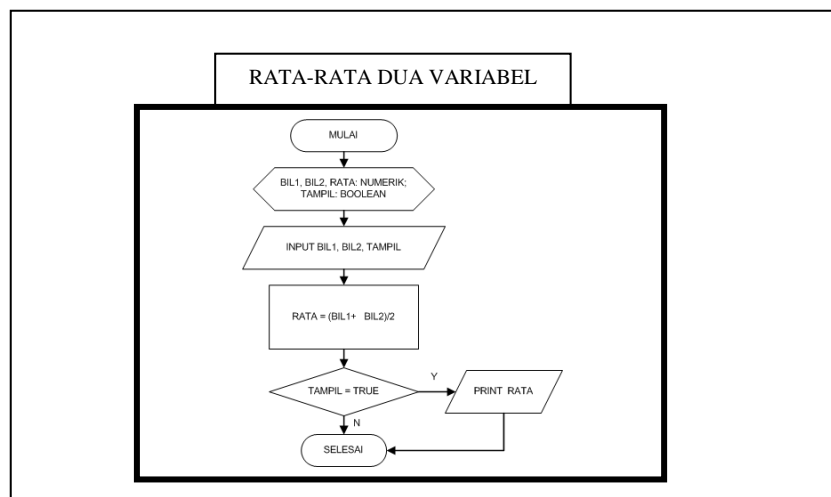 RATA-RATA DUA VARIABEL
MULAI
BIL1, BIL2, RATA: NUMERIK;
TAMPIL: BOOLEAN
INPUT BIL1, BIL2, TAMPIL
RATA = (BIL1+ BIL2)/2
TAMPIL = TRUE
Y
PRINT RATA
N
SELESAI